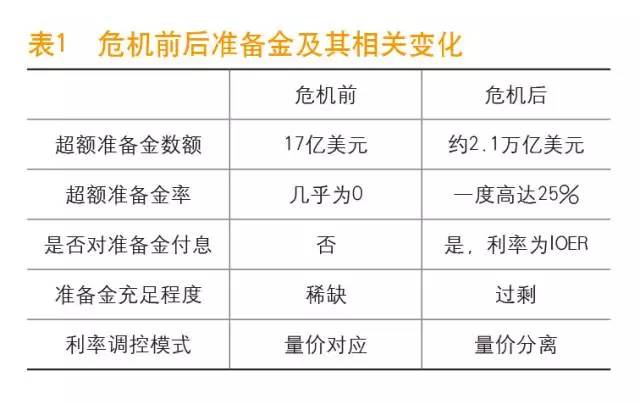 表1 危机前后准备金及其相关变化
危机前 危机后
超额准备金数额 17亿美元 约2.1万亿美元
超额准备金率 几乎为0 一度高达25%
是否对准备金付息 否 是，利率为IOER
准备金充足程度 稀缺 过剩
利率调控模式 量价对应 量价分离